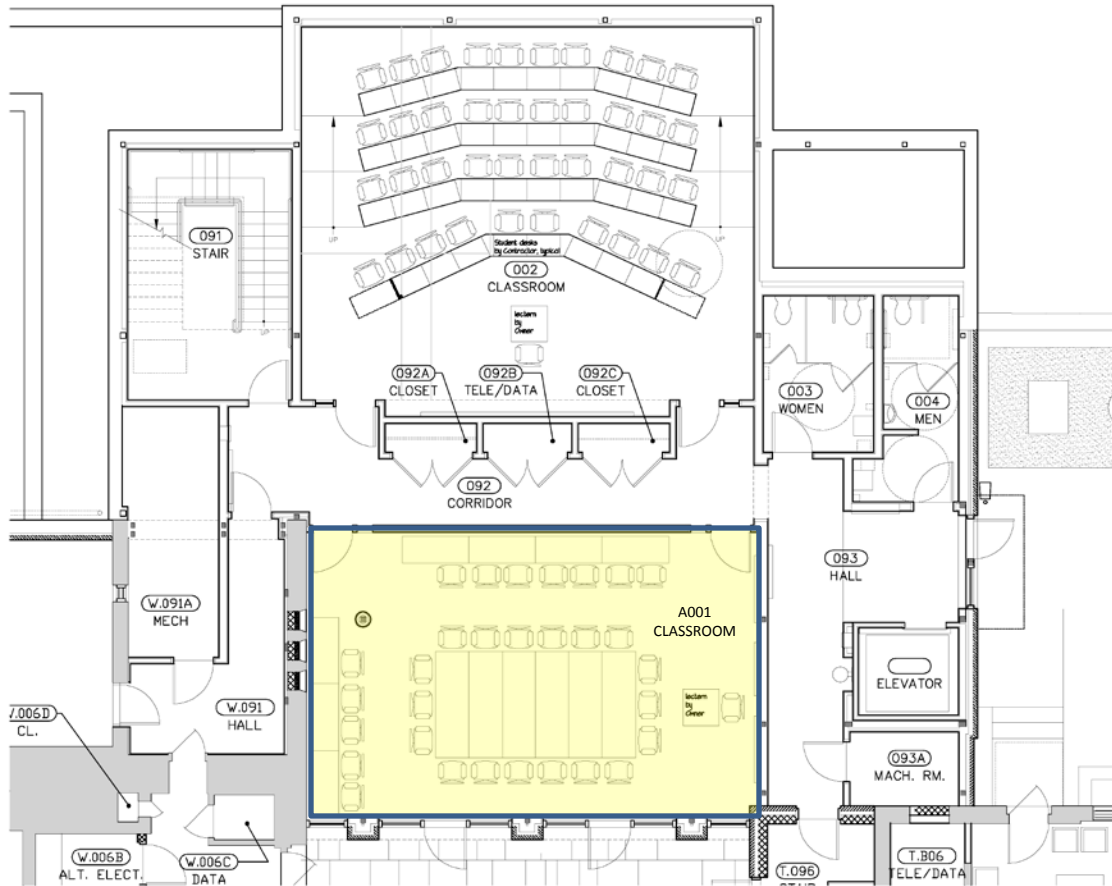 091
STAIR
UP
UP
UP
Student desks
by Contractor, typical
002
CLASSROOM
lectern
by
Owner
092A
CLOSET
092B
TELE/DATA
092C
CLOSET
003
WOMEN
004
MEN
092
CORRIDOR
093
HALL
A001
CLASSROOM
W.091A
MECH
ELEVATOR
lectern
by
Owner
W.091
HALL
W.006D
CL.
093A
MACH. RM.
W.006B
ALT. ELECT.
W.006C
DATA
T.096
T.B06
TELE/DATA